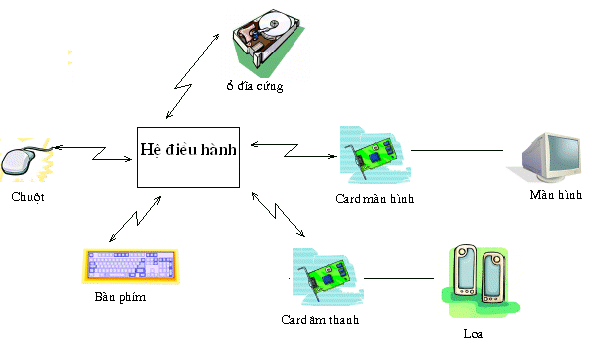 ổ đĩa cứng
Hệ điều hành
Chuột
Card màn hình
Màn hình
Bàn phím
Card âm thanh
Loa